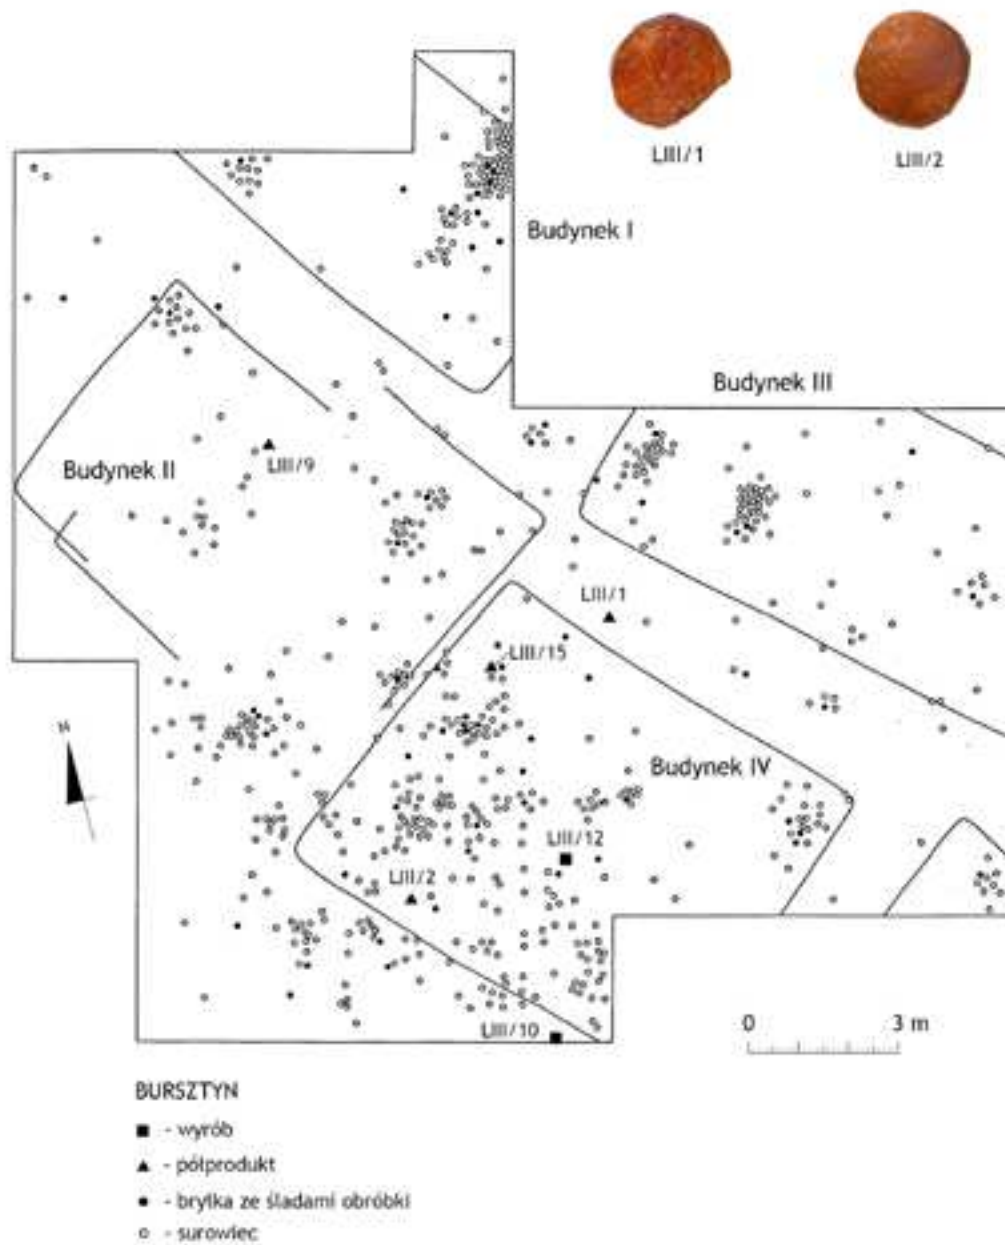 LIII/1
LIII/2
Budynek I
Budynek III
LIII/9
Budynek II
LIII/1
LIII/15
N
Budynek IV
LIII/12
LIII/2
LIII/10
0 3 m
BURSZTYN
■ - wyrób
▲ - półprodukt
● - bryłka ze śladami obróbki
○ - surowiec